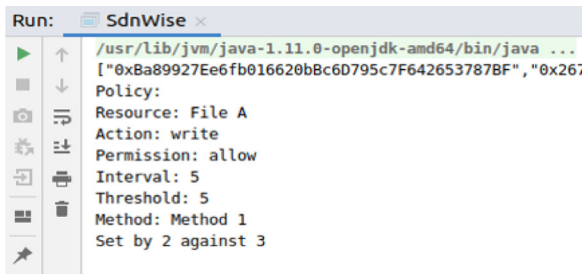 Run: SdnWise ×
/usr/lib/jvm/java-1.11.0-openjdk-amd64/bin/java ...
["0xBa89927Ee6fb016620bBc6D795c7F642653787BF","0x267
Policy:
Resource: File A
Action: write
Permission: allow
Interval: 5
Threshold: 5
Method: Method 1
Set by 2 against 3